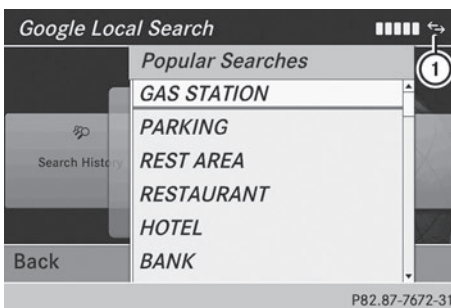 Google Local Search
1
Popular Searches
GAS STATION
PARKING
Search History
REST AREA
RESTAURANT
HOTEL
Back
BANK
P82.87-7672-31